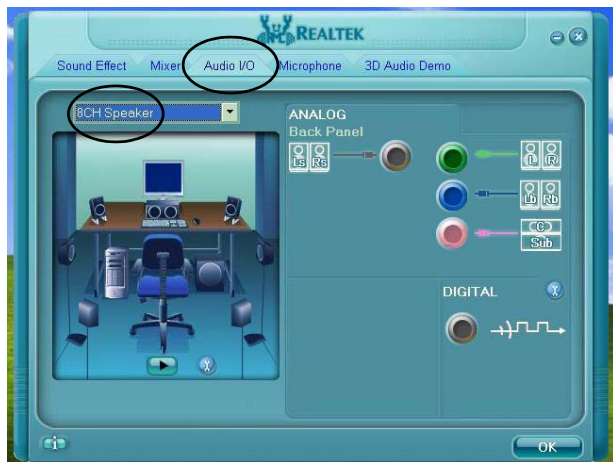 REALTEK
Sound Effect
Mixer
Audio I/O
Microphone
3D Audio Demo
8CH Speaker
ANALOG
Back Panel
Ls Rs
L R
Lb Rb
C
Sub
DIGITAL
i
OK